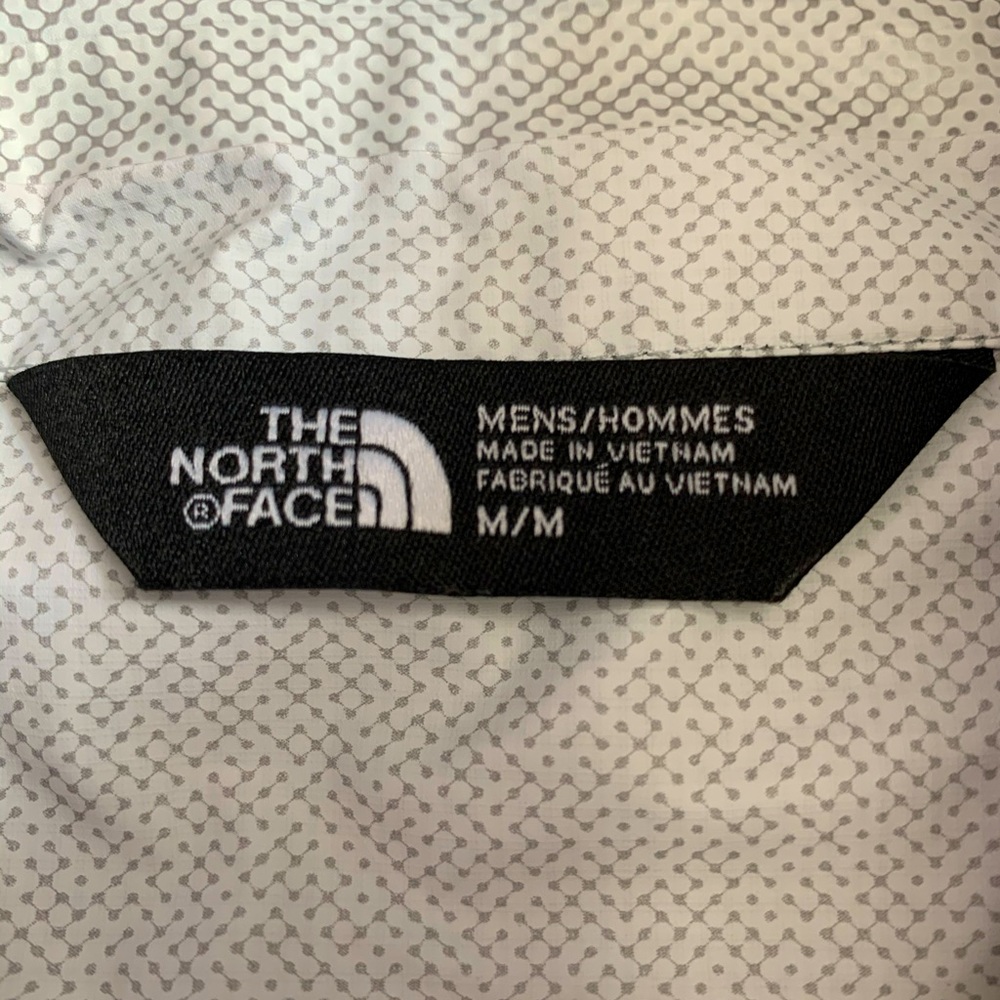 THE
NORTH
®FACE
MENS/HOMMES
MADE IN VIETNAM
FABRIQUÉ AU VIETNAM
M/M